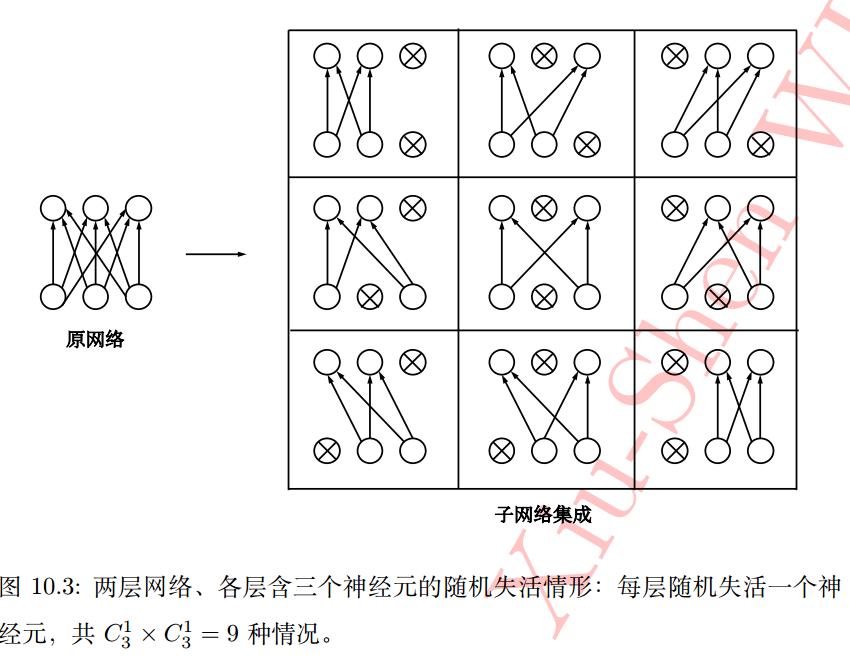 原网络
子网络集成
图 10.3: 两层网络、各层含三个神经元的随机失活情形：每层随机失活一个神
经元，共 $C_3^1 \times C_3^1 = 9$ 种情况。
Xiu-Shen